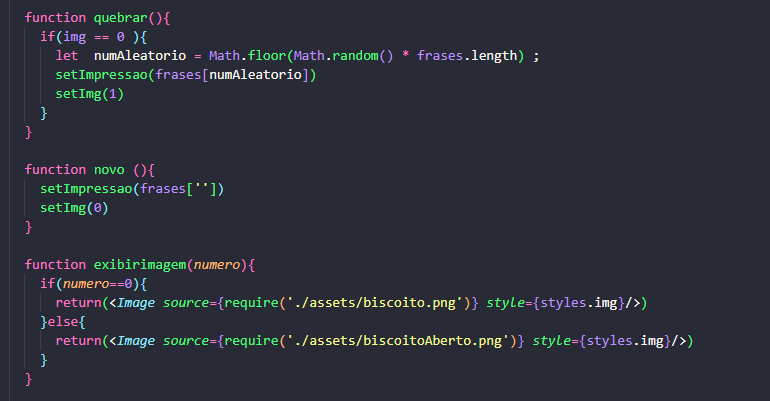 function quebrar(){
if(img == 0 ){
let  numAleatorio = Math.floor(Math.random() * frases.length) ;
setImpressao(frases[numAleatorio])
setImg(1)
}
}
function novo (){
setImpressao(frases[''])
setImg(0)
}
function exibirimagem(numero){
if(numero==0){
return(<Image source={require('./assets/biscoito.png')} style={styles.img}/>)
}else{
return(<Image source={require('./assets/biscoitoAberto.png')} style={styles.img}/>)
}
}